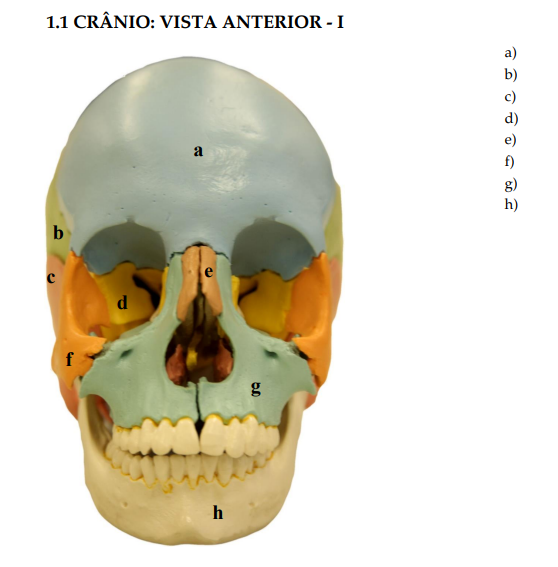 1.1 CRÂNIO: VISTA ANTERIOR - I
a)
b)
c)
d)
e)
f)
g)
h)
a
b
c
e
d
f
g
h